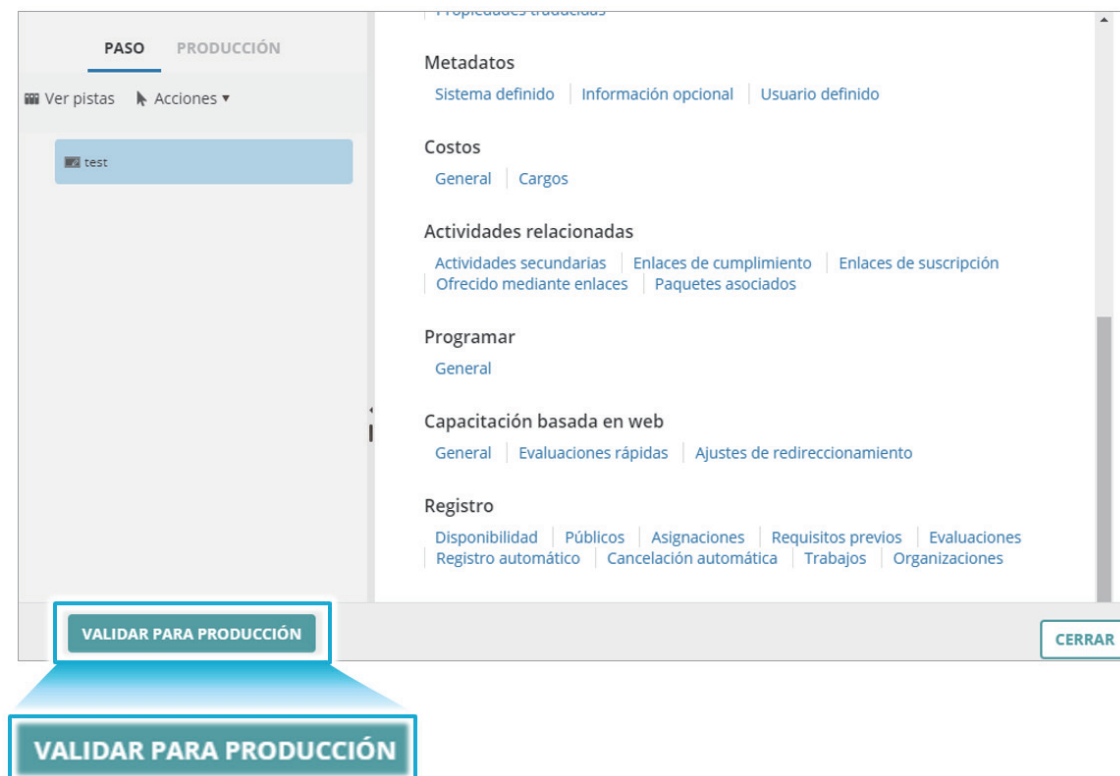 Propiedades traducidas
PASO PRODUCCIÓN
Ver pistas Acciones
test
Metadatos
Sistema definido Información opcional Usuario definido
Costos
General Cargos
Actividades relacionadas
Actividades secundarias Enlaces de cumplimiento Enlaces de suscripción
Ofrecido mediante enlaces Paquetes asociados
Programar
General
Capacitación basada en web
General Evaluaciones rápidas Ajustes de redireccionamiento
Registro
Disponibilidad Públicos Asignaciones Requisitos previos Evaluaciones
Registro automático Cancelación automática Trabajos Organizaciones
VALIDAR PARA PRODUCCIÓN
CERRAR
VALIDAR PARA PRODUCCIÓN